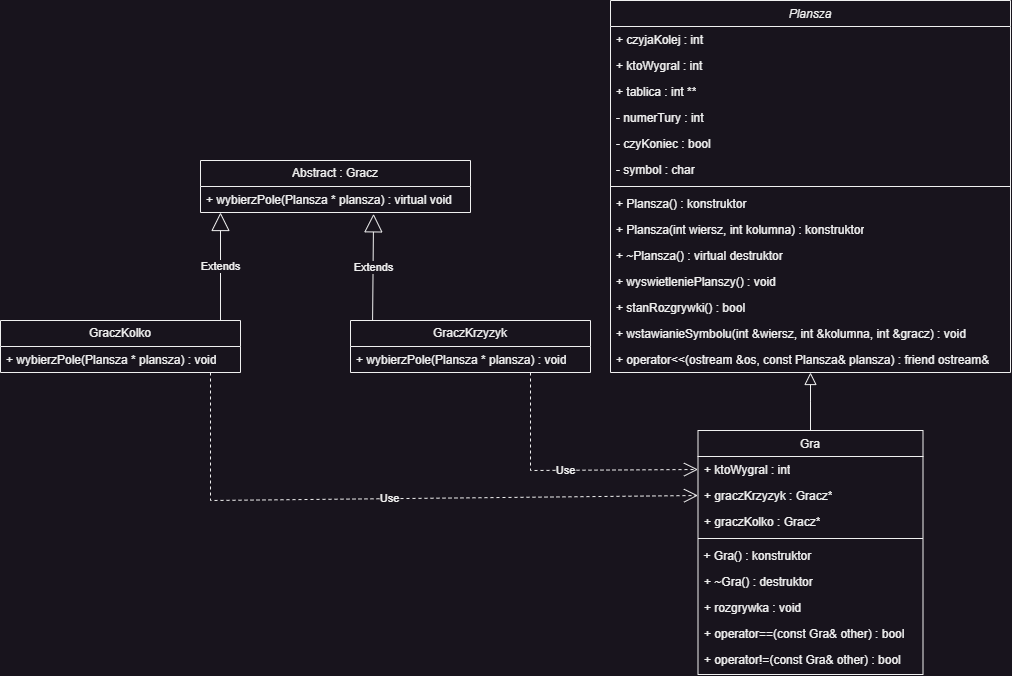 Plansza
+ czyjaKolej : int
+ ktoWygral : int
+ tablica : int **
- numerTury : int
- czyKoniec : bool
- symbol : char
+ Plansza() : konstruktor
+ Plansza(int wiersz, int kolumna) : konstruktor
+ ~Plansza() : virtual destruktor
+ wyswietleniePlanszy() : void
+ stanRozgrywki() : bool
+ wstawianieSymbolu(int &wiersz, int &kolumna, int &gracz) : void
+ operator<<(ostream &os, const Plansza& plansza) : friend ostream&
Abstract : Gracz
+ wybierzPole(Plansza * plansza) : virtual void
Extends
Extends
GraczKolko
+ wybierzPole(Plansza * plansza) : void
GraczKrzyzyk
+ wybierzPole(Plansza * plansza) : void
Use
Use
Gra
+ ktoWygral : int
+ graczKrzyzyk : Gracz*
+ graczKolko : Gracz*
+ Gra() : konstruktor
+ ~Gra() : destruktor
+ rozgrywka : void
+ operator==(const Gra& other) : bool
+ operator!=(const Gra& other) : bool